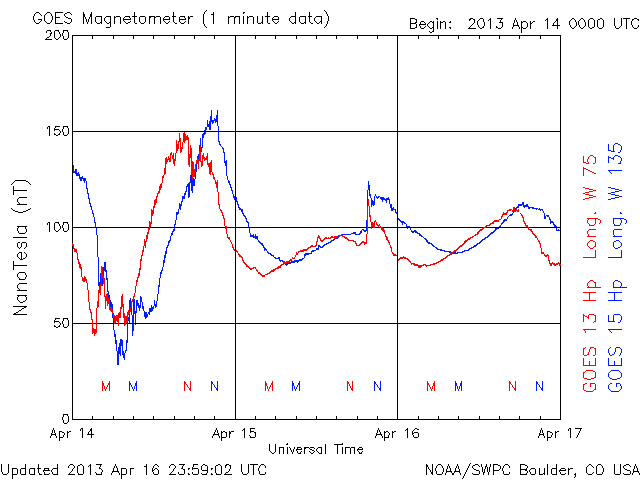 GOES Magnetometer (1 minute data)
Begin: 2013 Apr 14 0000 UTC
200
150
100
50
0
NanoTesla (nT)
M M N N M M N N M M N N
Apr 14 Apr 15 Apr 16 Apr 17
Universal Time
GOES 13 Hp Long. W 75
GOES 15 Hp Long. W 135
Updated 2013 Apr 16 23:59:02 UTC
NOAA/SWPC Boulder, CO USA